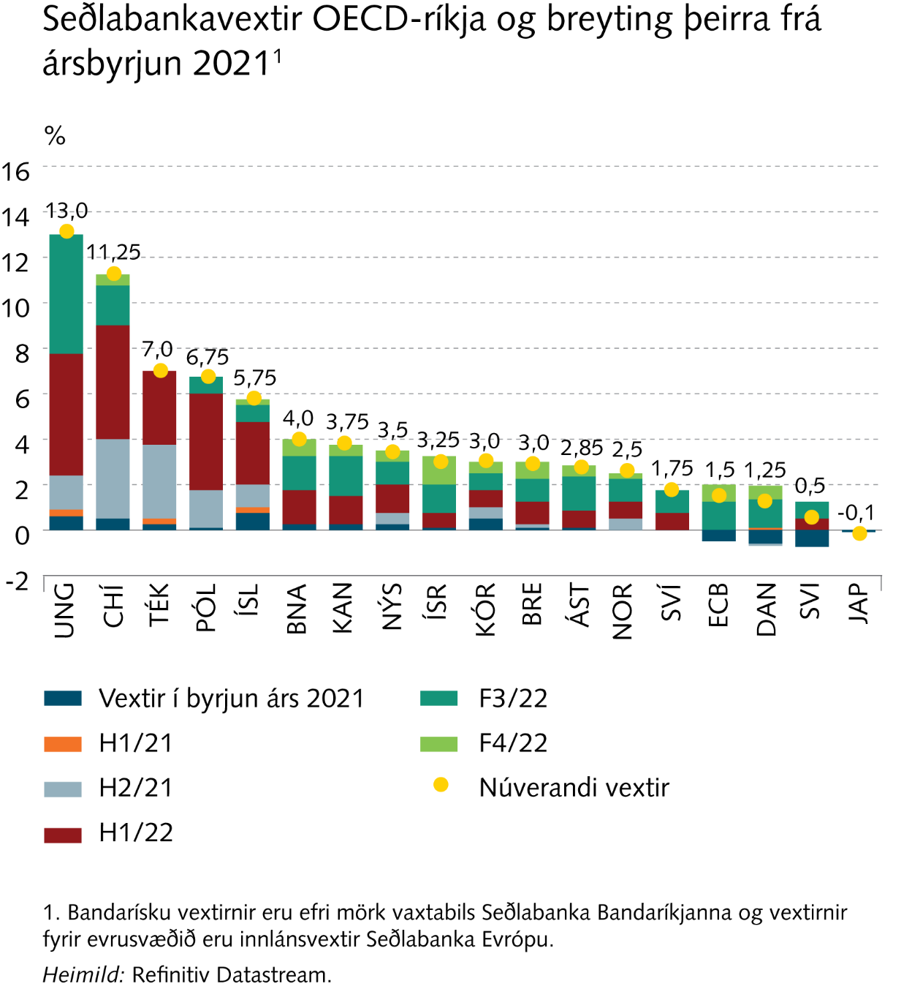 Seðlabankavextir OECD-ríkja og breyting þeirra frá
ársbyrjun 2021¹
%
16
14
12
10
8
6
4
2
0
-2
13,0
11,25
7,0
6,75
5,75
4,0
3,75
3,5
3,25
3,0
3,0
2,85
2,5
1,75
1,5
1,25
0,5
-0,1
UNG
CHÍ
TÉK
PÓL
ÍSL
BNA
KAN
NÝS
ÍSR
KÓR
BRE
ÁST
NOR
SVÍ
ECB
DAN
SVI
JAP
Vextir í byrjun árs 2021
H1/21
H2/21
H1/22
F3/22
F4/22
Núverandi vextir
1. Bandarísku vextirnir eru efri mörk vaxtabils Seðlabanka Bandaríkjanna og vextirnir
fyrir evrusvæðið eru innlánsvextir Seðlabanka Evrópu.
Heimild: Refinitiv Datastream.